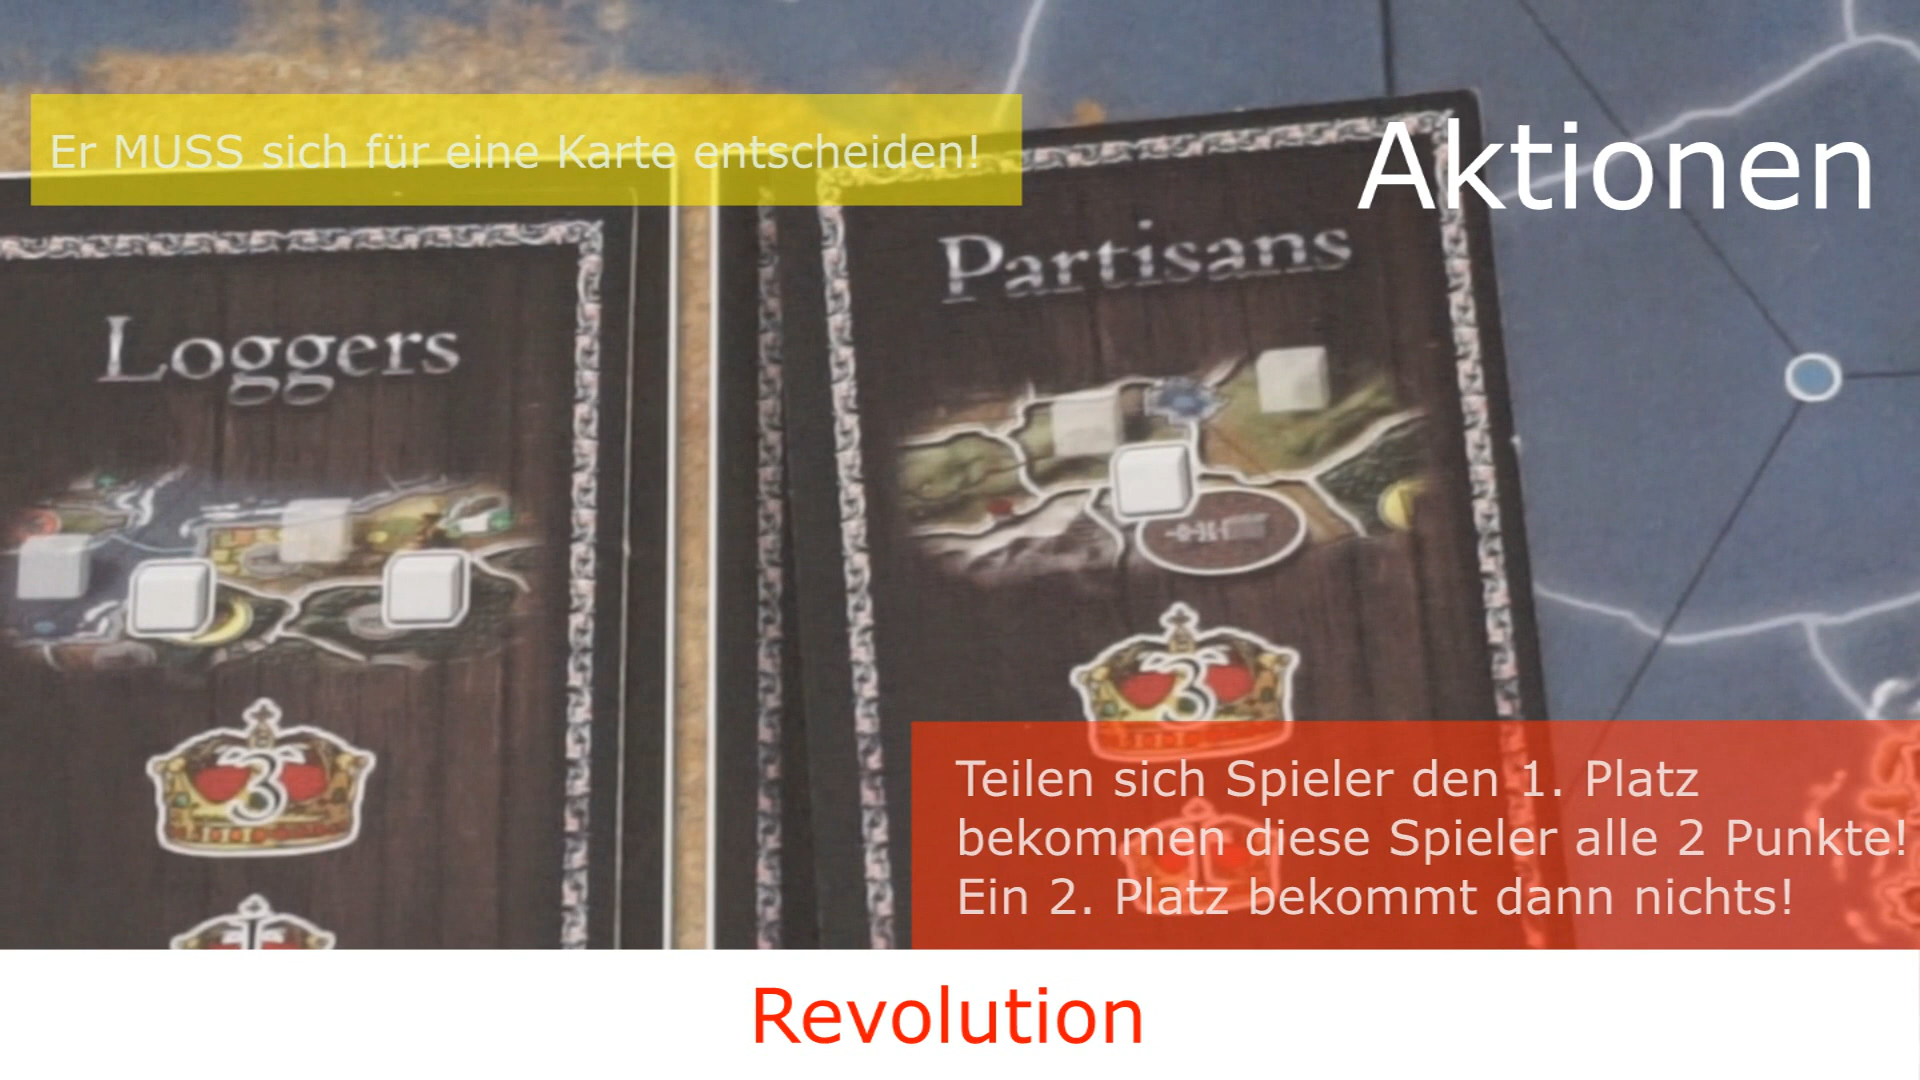 Er MUSS sich für eine Karte entscheiden!
Aktionen
Partisans
Loggers
3
3
Teilen sich Spieler den 1. Platz
bekommen diese Spieler alle 2 Punkte!
Ein 2. Platz bekommt dann nichts!
Revolution